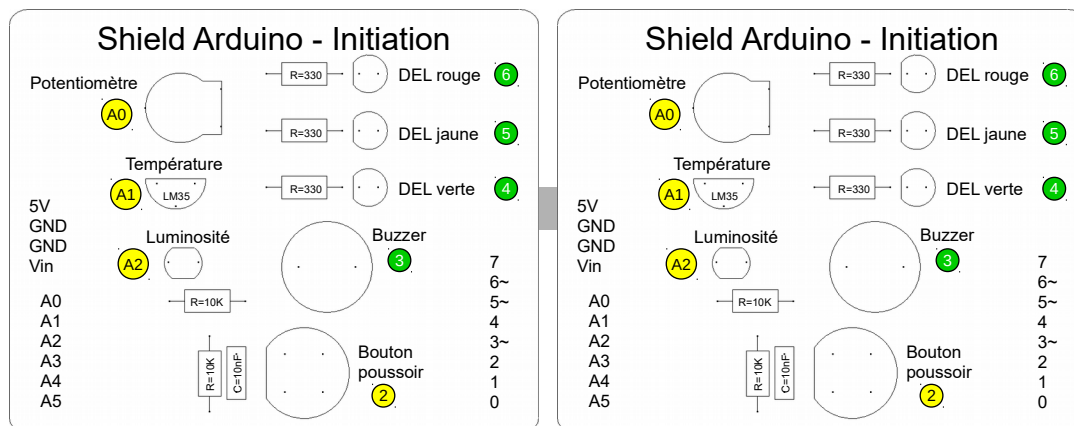 Shield Arduino - Initiation
Potentiomètre
A0
R=330
DEL rouge
6
R=330
DEL jaune
5
Température
A1
LM35
R=330
DEL verte
4
5V
GND
GND
Vin
Luminosité
A2
Buzzer
3
R=10K
A0
A1
A2
A3
A4
A5
R=10K
C=10nF
Bouton
poussoir
2
7
6~
5~
4
3~
2
1
0
Shield Arduino - Initiation
Potentiomètre
A0
R=330
DEL rouge
6
R=330
DEL jaune
5
Température
A1
LM35
R=330
DEL verte
4
5V
GND
GND
Vin
Luminosité
A2
Buzzer
3
R=10K
A0
A1
A2
A3
A4
A5
R=10K
C=10nF
Bouton
poussoir
2
7
6~
5~
4
3~
2
1
0